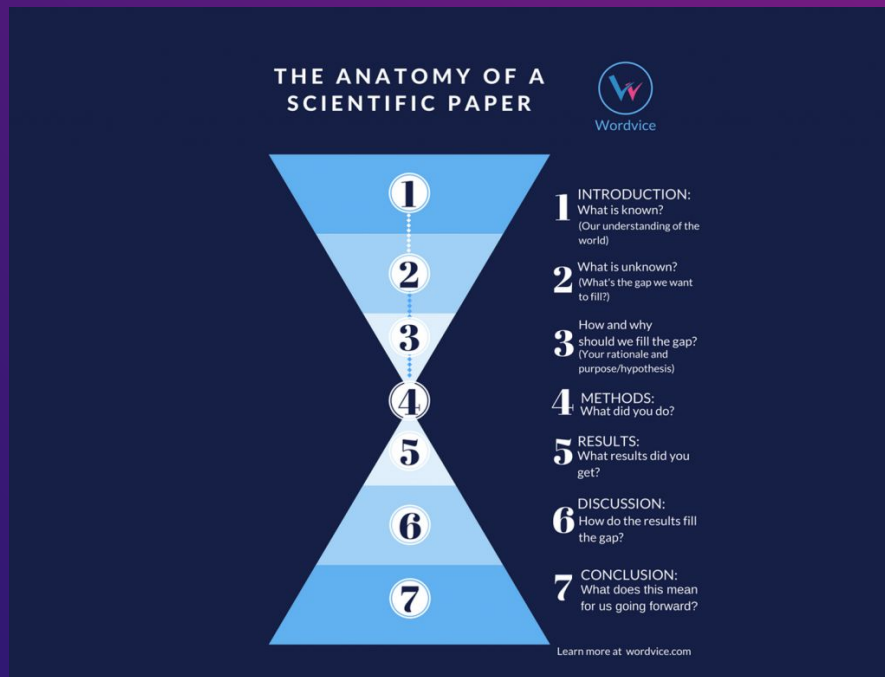 THE ANATOMY OF A
SCIENTIFIC PAPER
Wordvice
1
2
3
4
5
6
7
1 INTRODUCTION:
What is known?
(Our understanding of the
world)
2 What is unknown?
(What's the gap we want
to fill?)
3 How and why
should we fill the gap?
(Your rationale and
purpose/hypothesis)
4 METHODS:
What did you do?
5 RESULTS:
What results did you
get?
6 DISCUSSION:
How do the results fill
the gap?
7 CONCLUSION:
What does this mean
for us going forward?
Learn more at wordvice.com